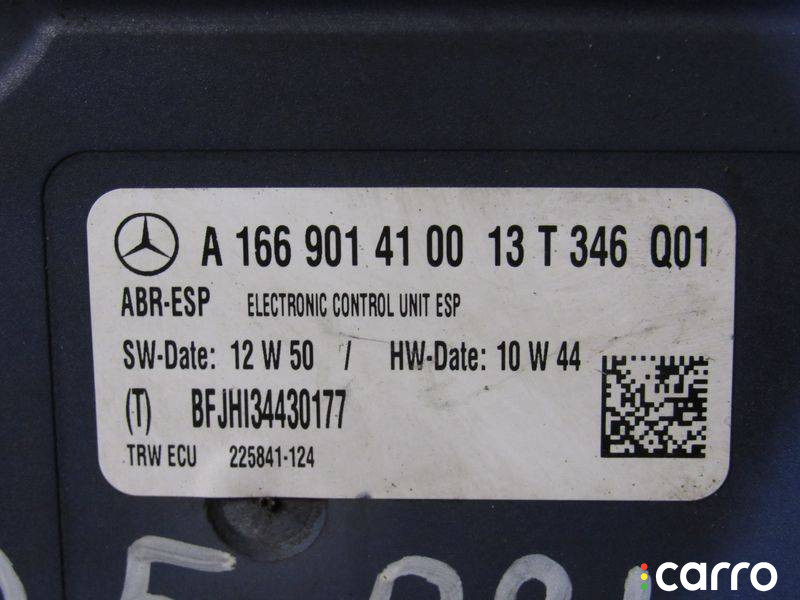 A 166 901 41 00 13 T 346 Q01
ABR-ESP ELECTRONIC CONTROL UNIT ESP
SW-Date: 12 W 50 / HW-Date: 10 W 44
(T) BFJHI34430177
TRW ECU 225841-124
carro